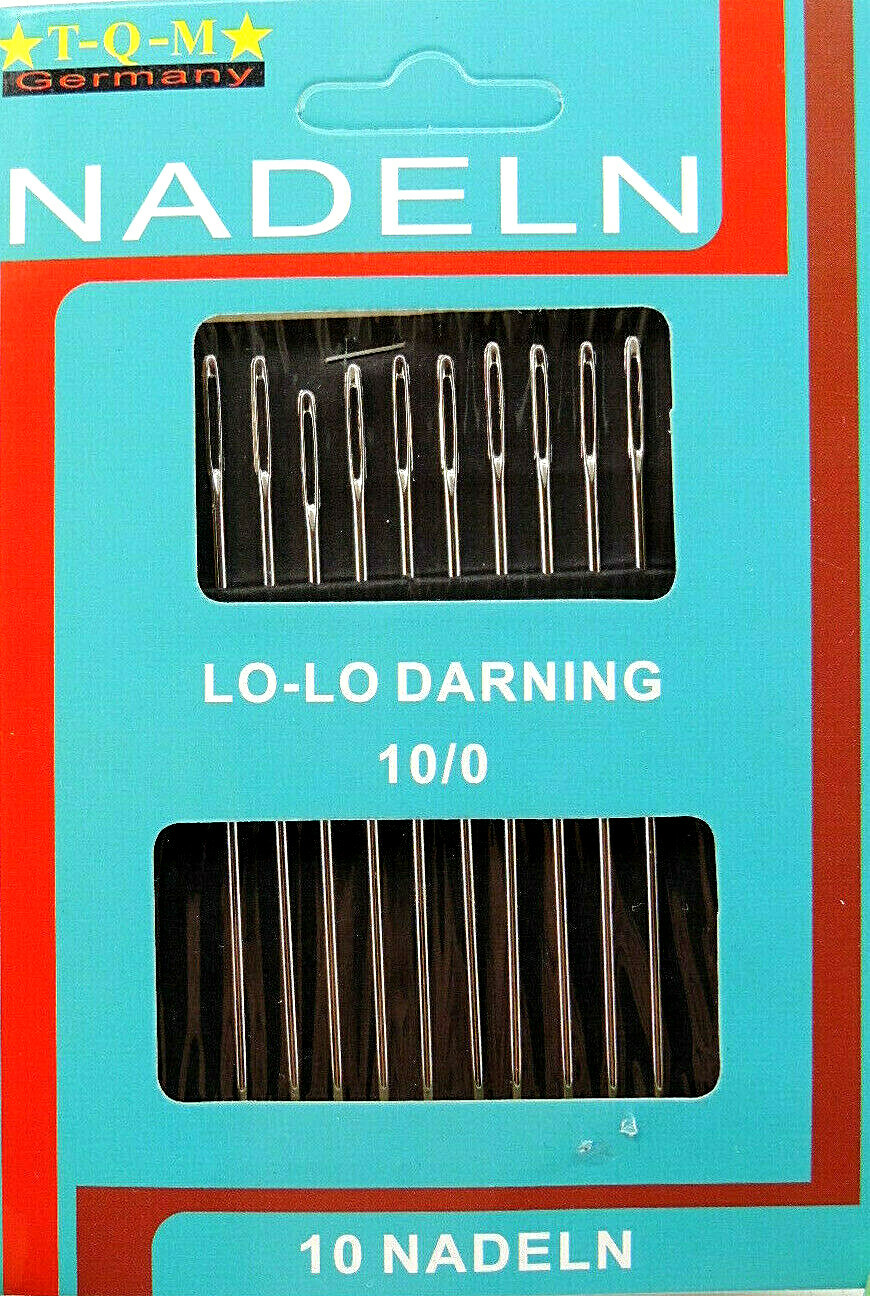 T-Q-M
Germany
NADELN
LO-LO DARNING
10/0
10 NADELN